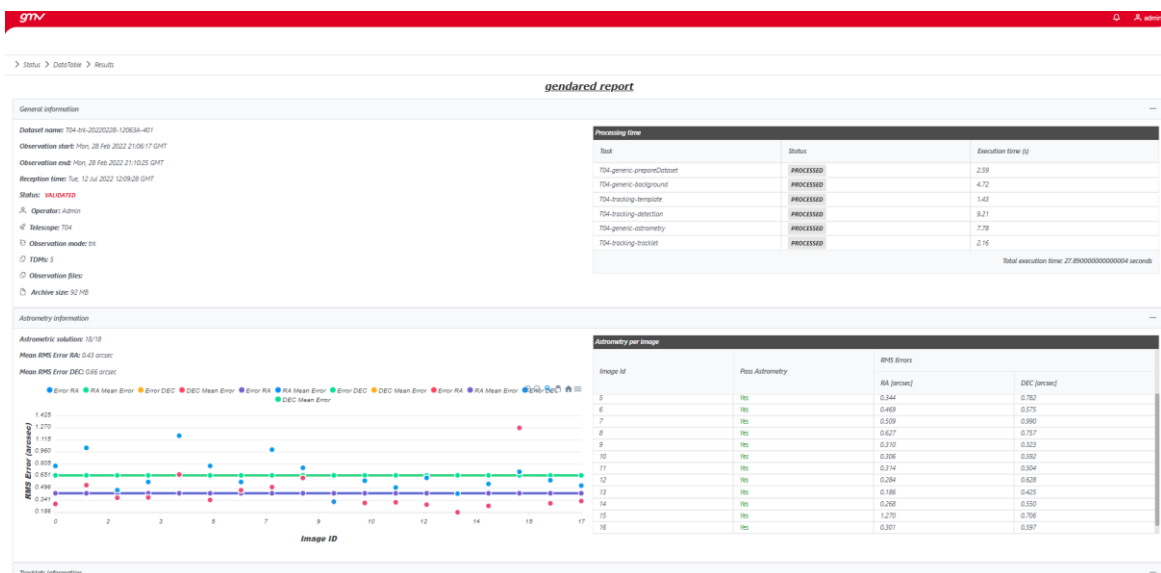 gmv
admin
> Status > DataTable > Results
gendared report
General information
Dataset name: T04-trk-20220228-12063A-401
Observation start: Mon, 28 Feb 2022 21:06:17 GMT
Observation end: Mon, 28 Feb 2022 21:10:25 GMT
Reception time: Tue, 12 Jul 2022 12:09:28 GMT
Status: VALIDATED
Operator: Admin
Telescope: T04
Observation mode: trk
TDMs: 5
Observation files:
Archive size: 92 MB
Processing time
Task Status Execution time (s)
T04-generic-prepareDataset PROCESSED 2.59
T04-generic-background PROCESSED 4.72
T04-tracking-template PROCESSED 1.43
T04-tracking-detection PROCESSED 9.21
T04-generic-astrometry PROCESSED 7.78
T04-tracking-tracklet PROCESSED 2.16
Total execution time: 27.890000000000004 seconds
Astrometry information
Astrometric solution: 18/18
Mean RMS Error RA: 0.43 arcsec
Mean RMS Error DEC: 0.66 arcsec
Error RA RA Mean Error Error DEC DEC Mean Error Error RA RA Mean Error Error DEC DEC Mean Error Error RA RA Mean Error Error DEC
DEC Mean Error
RMS Error (arcsec)
1.425
1.270
1.115
0.960
0.651
0.496
0.341
0.186
0 2 3 5 7 9 10 12 14 15 17
Image ID
Astrometry per image
Image Id Pass Astrometry RMS Errors
RA [arcsec] DEC [arcsec]
5 Yes 0.344 0.782
6 Yes 0.469 0.575
7 Yes 0.509 0.990
8 Yes 0.627 0.757
9 Yes 0.310 0.323
10 Yes 0.306 0.592
11 Yes 0.314 0.504
12 Yes 0.284 0.628
13 Yes 0.186 0.425
14 Yes 0.268 0.550
15 Yes 1.270 0.706
16 Yes 0.301 0.597